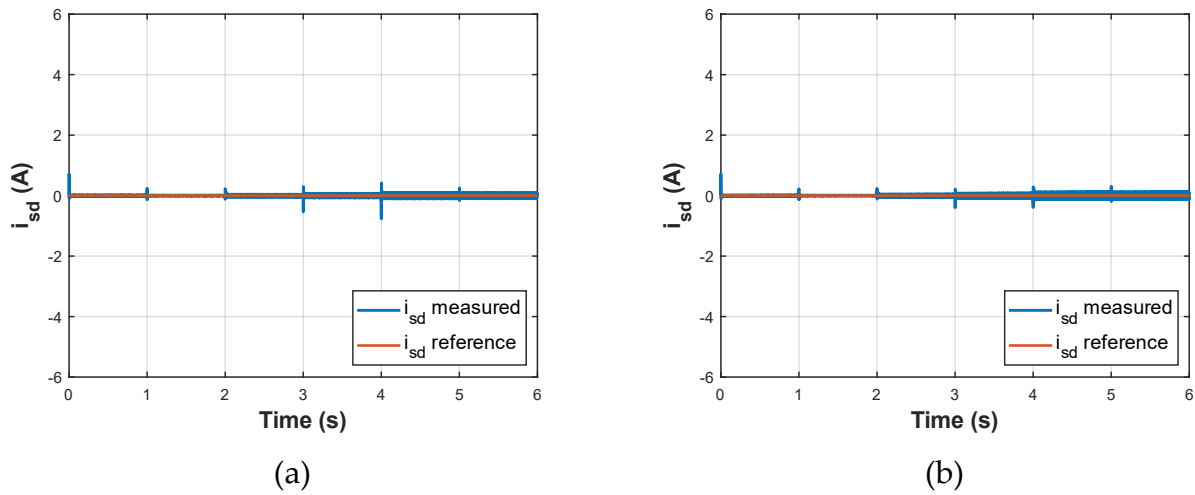 6
4
2
0
-2
-4
-6
i_sd (A)
i_sd measured
i_sd reference
0 1 2 3 4 5 6
Time (s)
(a)
6
4
2
0
-2
-4
-6
i_sd (A)
i_sd measured
i_sd reference
0 1 2 3 4 5 6
Time (s)
(b)